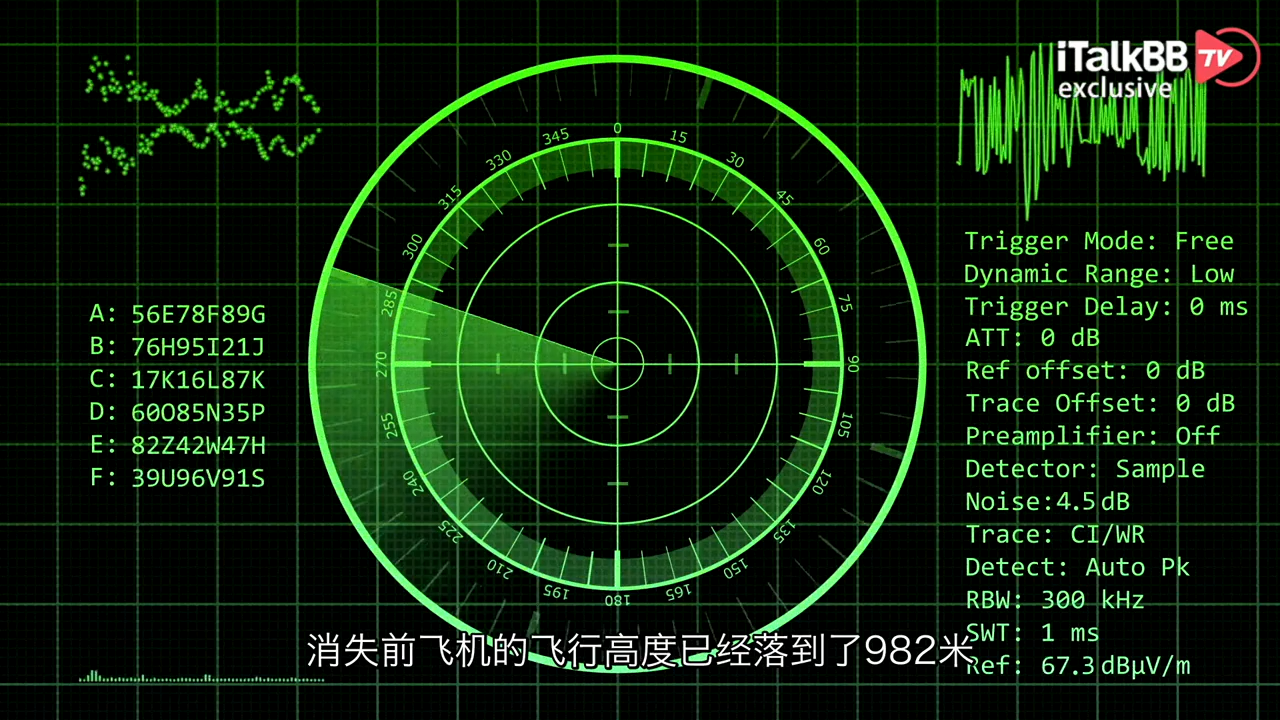 iTalkBB TV
exclusive
0
15
30
45
60
75
90
105
120
135
150
165
180
195
210
225
240
255
270
285
300
315
330
345
A: 56E78F89G
B: 76H95I21J
C: 17K16L87K
D: 60O85N35P
E: 82Z42W47H
F: 39U96V91S
Trigger Mode: Free
Dynamic Range: Low
Trigger Delay: 0 ms
ATT: 0 dB
Ref offset: 0 dB
Trace Offset: 0 dB
Preamplifier: Off
Detector: Sample
Noise:4.5dB
Trace: CI/WR
Detect: Auto Pk
RBW: 300 kHz
SWT: 1 ms
Ref: 67.3dBμV/m
消失前飞机的飞行高度已经落到了982米